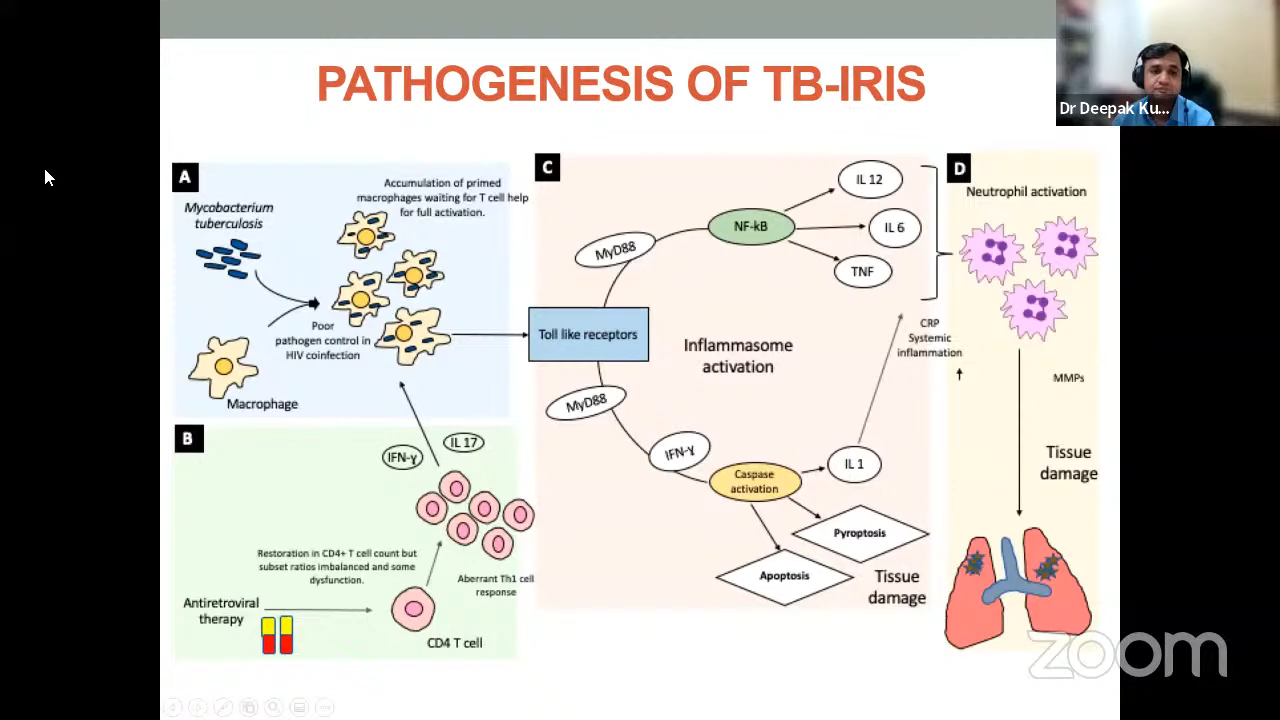 PATHOGENESIS OF TB-IRIS
Dr Deepak Ku...
A
Mycobacterium
tuberculosis
Accumulation of primed
macrophages waiting for T cell help
for full activation.
Poor
pathogen control in
HIV coinfection
Macrophage
B
IFN-γ
IL 17
Restoration in CD4+ T cell count but
subset ratios imbalanced and some
dysfunction.
Aberrant Th1 cell
response
Antiretroviral
therapy
CD4 T cell
C
MyD88
NF-kB
IL 12
IL 6
TNF
Toll like receptors
Inflammasome
activation
MyD88
IFN-γ
Caspase
activation
IL 1
Pyroptosis
Apoptosis
Tissue
damage
CRP
Systemic
inflammation
D
Neutrophil activation
MMPs
Tissue
damage
zoom